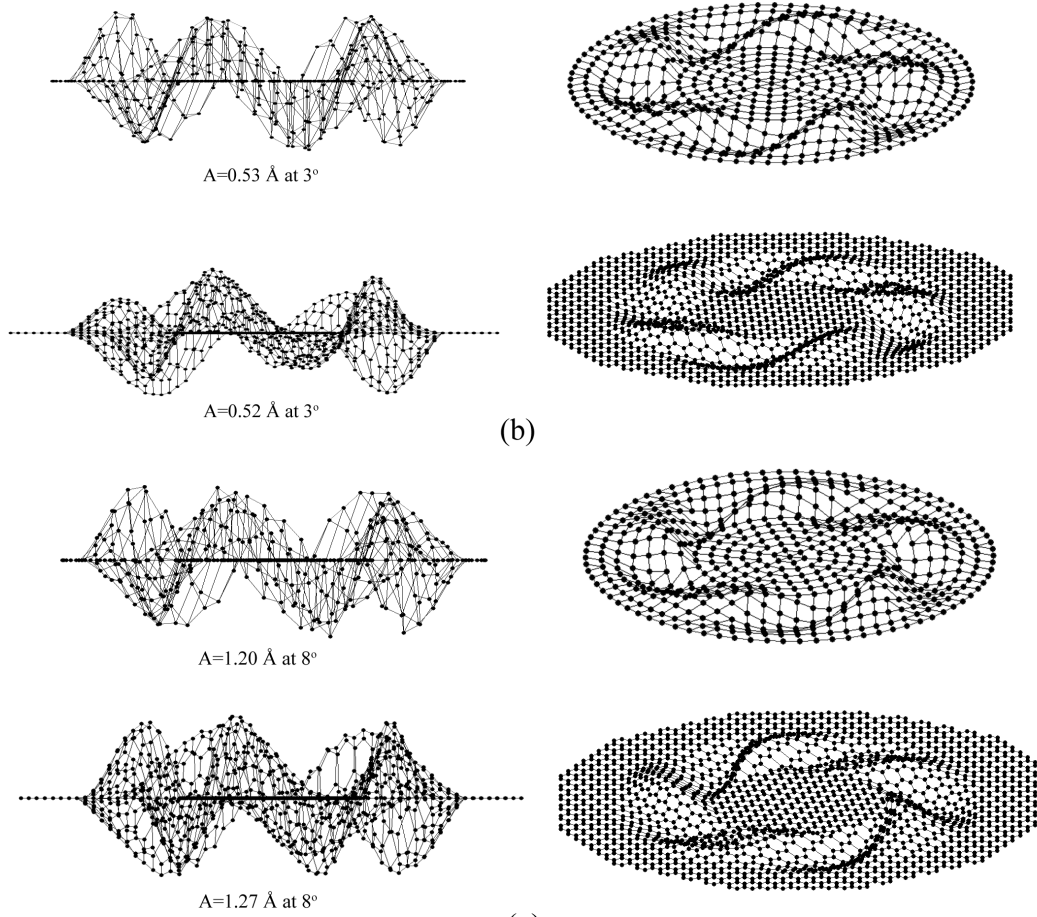 A=0.53 Å at 3°
A=0.52 Å at 3°
(b)
A=1.20 Å at 8°
A=1.27 Å at 8°